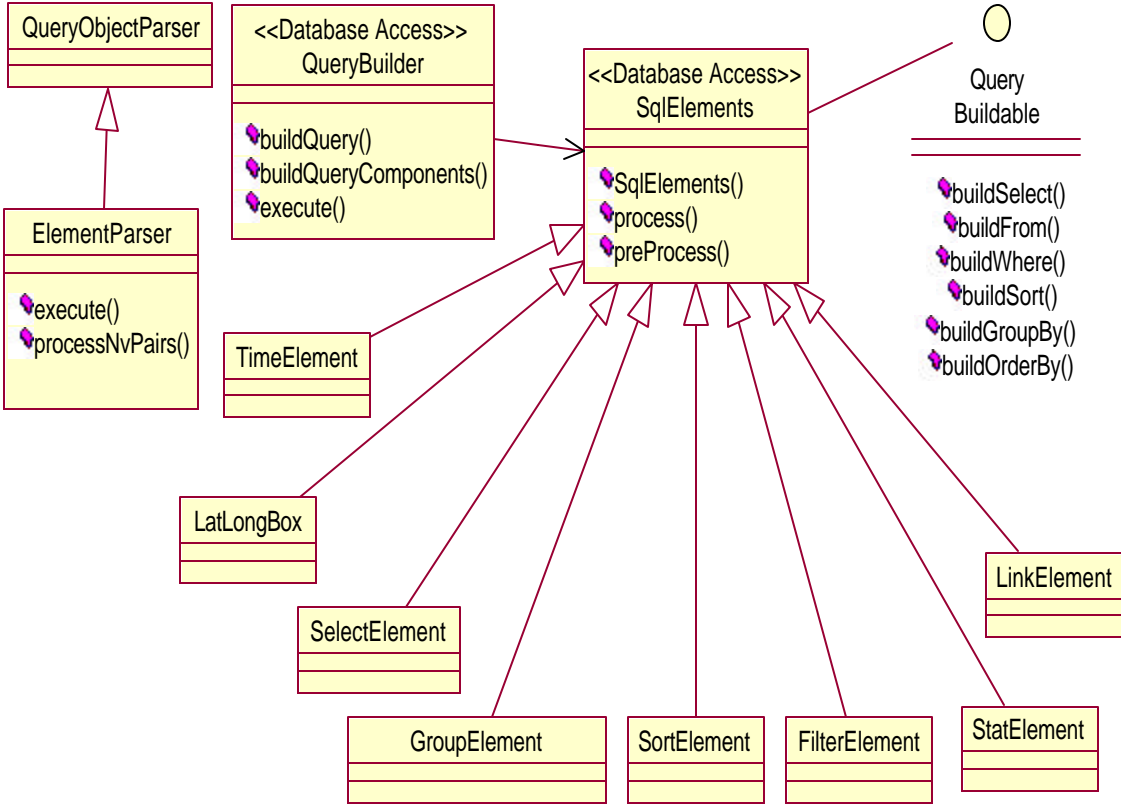 QueryObjectParser
<<Database Access>>
QueryBuilder
buildQuery()
buildQueryComponents()
execute()
<<Database Access>>
SqlElements
SqlElements()
process()
preProcess()
Query
Buildable
buildSelect()
buildFrom()
buildWhere()
buildSort()
buildGroupBy()
buildOrderBy()
ElementParser
execute()
processNvPairs()
TimeElement
LatLongBox
LinkElement
SelectElement
GroupElement
SortElement
FilterElement
StatElement